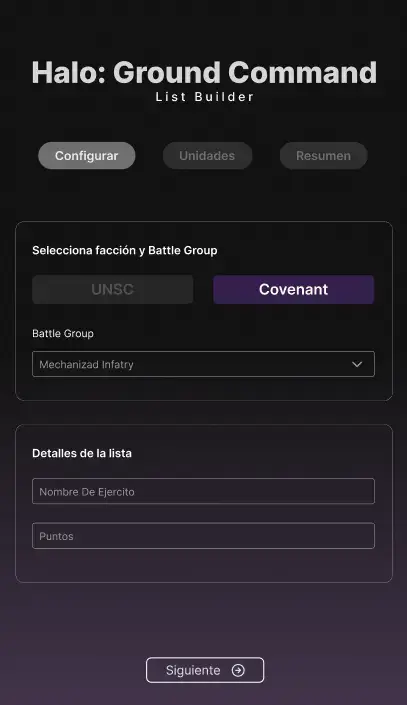 Halo: Ground Command
List Builder
Configurar
Unidades
Resumen
Selecciona facción y Battle Group
UNSC
Covenant
Battle Group
Mechanizad Infatry
Detalles de la lista
Nombre De Ejercito
Puntos
Siguiente